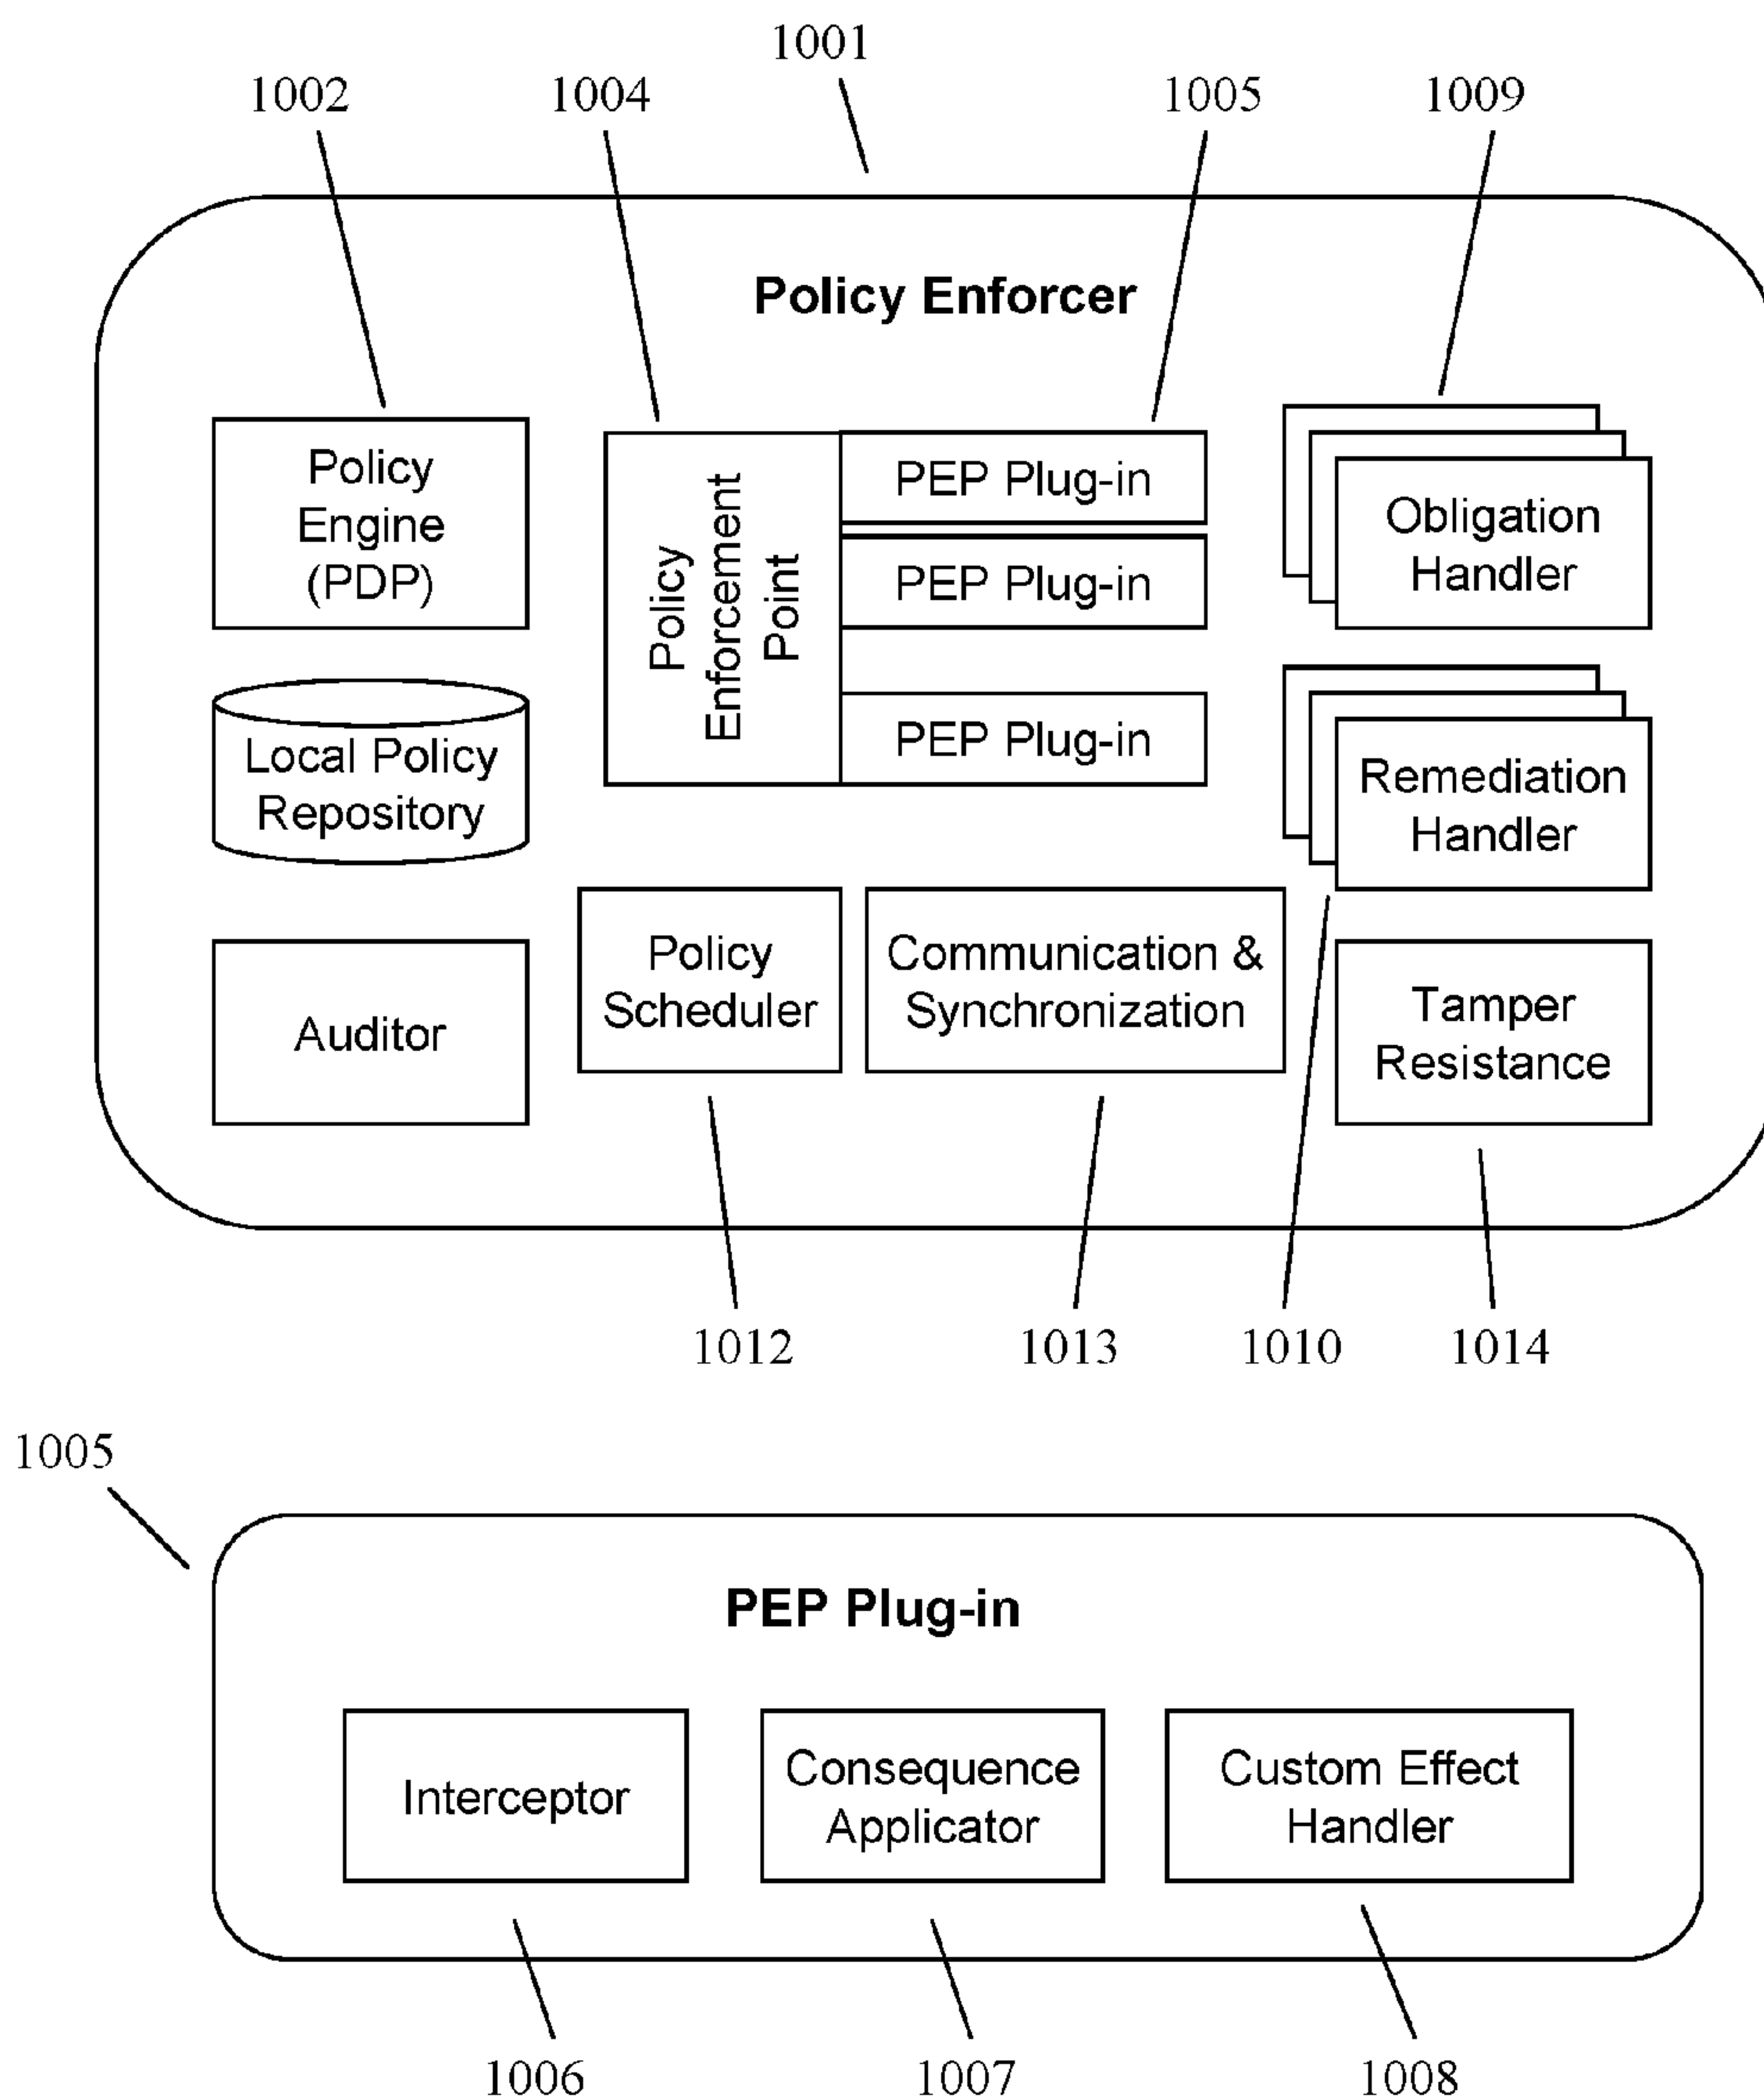 1001
1002
1004
1005
1009
Policy Enforcer
Policy
Engine
(PDP)
Policy
Enforcement
Point
PEP Plug-in
PEP Plug-in
PEP Plug-in
Obligation
Handler
Local Policy
Repository
Remediation
Handler
Auditor
Policy
Scheduler
Communication &
Synchronization
Tamper
Resistance
1012
1013
1010
1014
1005
PEP Plug-in
Interceptor
Consequence
Applicator
Custom Effect
Handler
1006
1007
1008